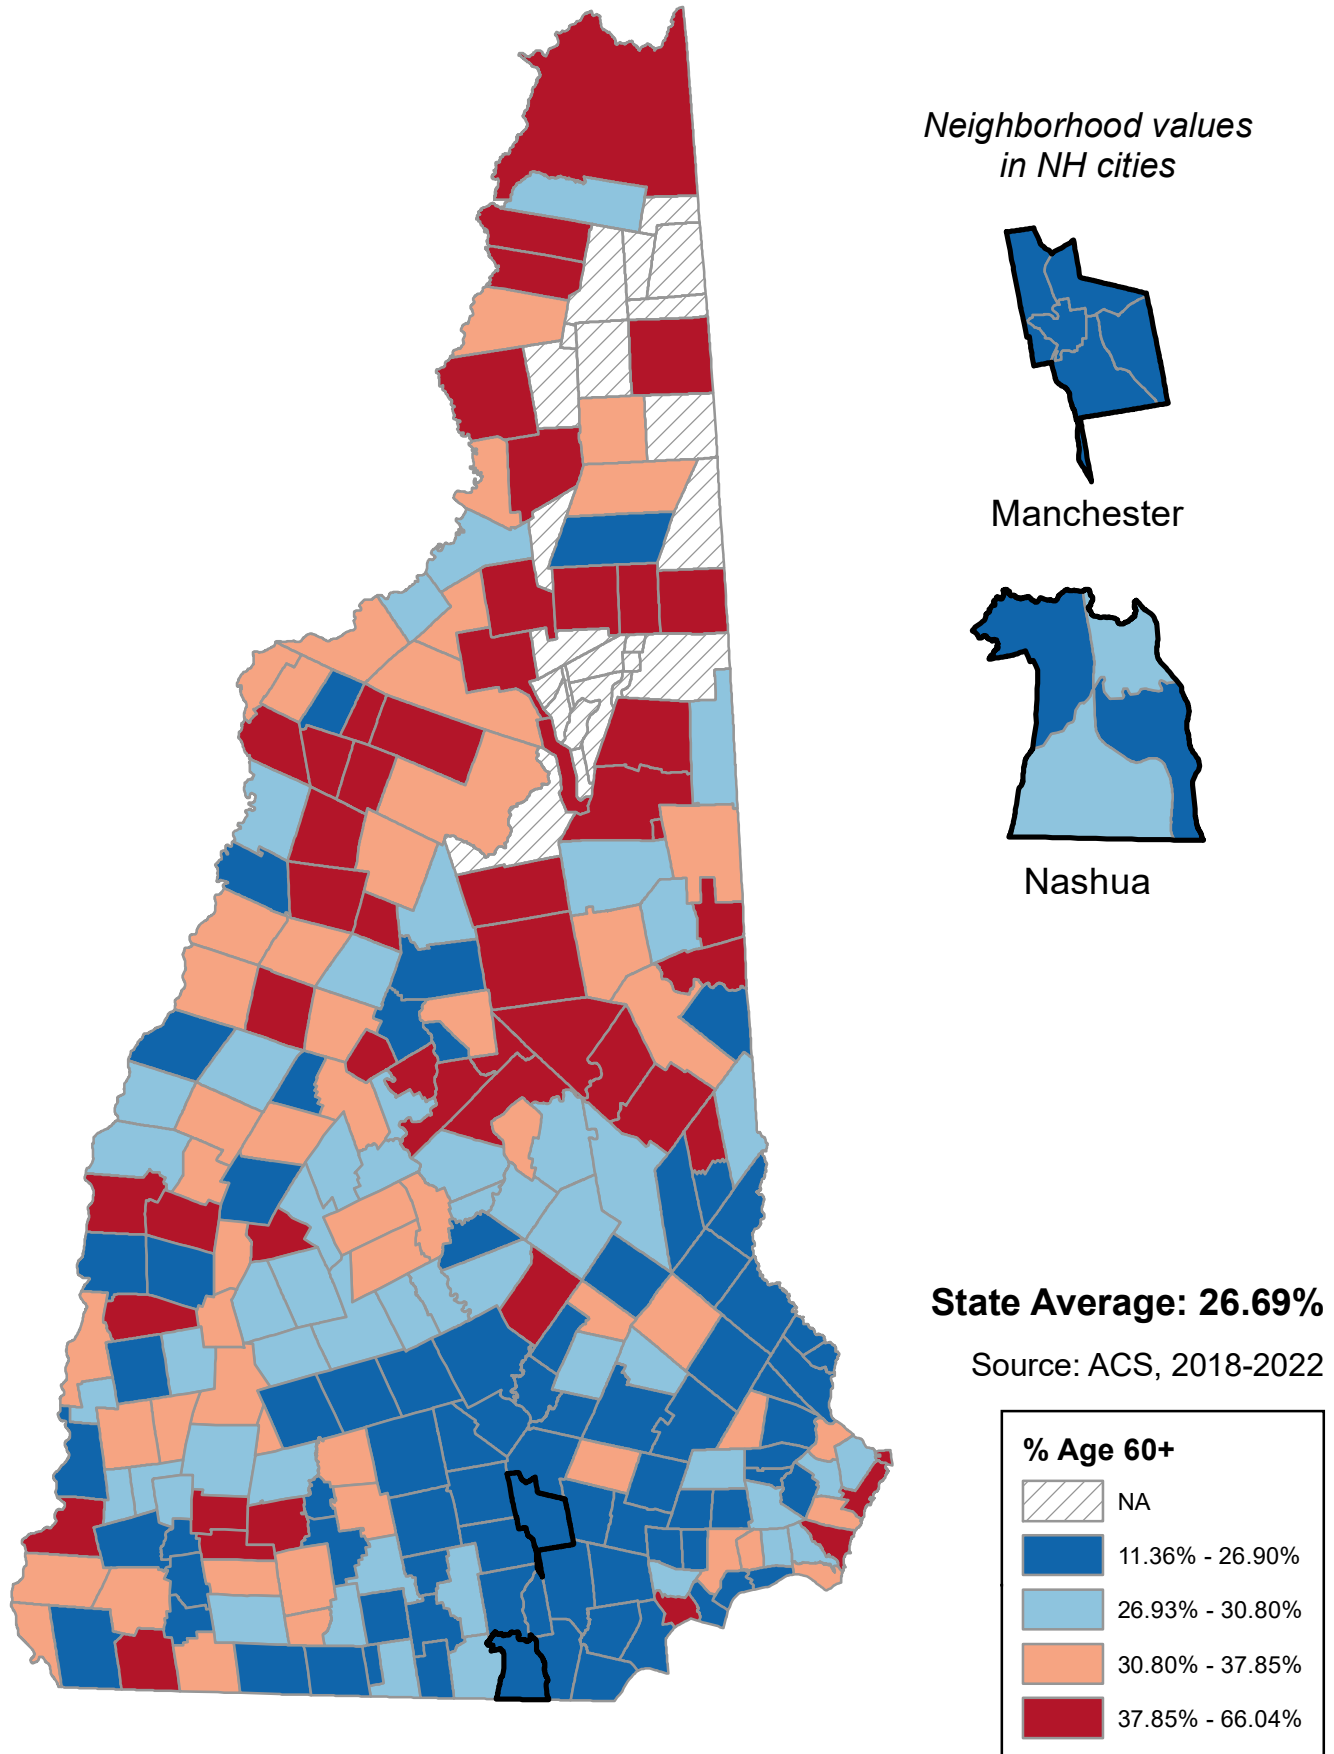 Neighborhood values
in NH cities
Manchester
Nashua
State Average: 26.69%
Source: ACS, 2018-2022
% Age 60+
NA
11.36% - 26.90%
26.93% - 30.80%
30.80% - 37.85%
37.85% - 66.04%